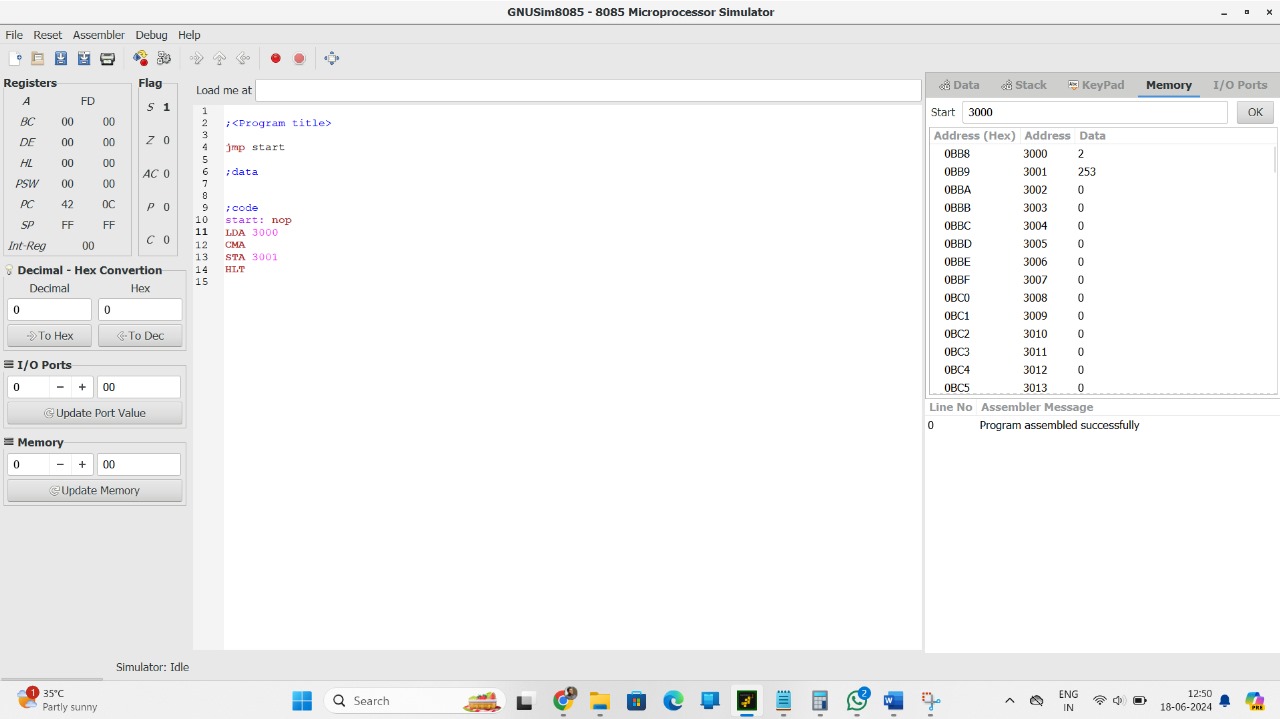 GNUSim8085 - 8085 Microprocessor Simulator
File Reset Assembler Debug Help
Registers
A FD
BC 00 00
DE 00 00
HL 00 00
PSW 00 00
PC 42 0C
SP FF FF
Int-Reg 00
Flag
S 1
Z 0
AC 0
P 0
C 0
Decimal - Hex Convertion
Decimal Hex
0 0
To Hex To Dec
I/O Ports
0 − + 00
Update Port Value
Memory
0 − + 00
Update Memory
Load me at
1
2 ;<Program title>
3
4 jmp start
5
6 ;data
7
8
9 ;code
10 start: nop
11 LDA 3000
12 CMA
13 STA 3001
14 HLT
15
Data Stack KeyPad Memory I/O Ports
Start 3000 OK
Address (Hex) Address Data
0BB8 3000 2
0BB9 3001 253
0BBA 3002 0
0BBB 3003 0
0BBC 3004 0
0BBD 3005 0
0BBE 3006 0
0BBF 3007 0
0BC0 3008 0
0BC1 3009 0
0BC2 3010 0
0BC3 3011 0
0BC4 3012 0
0BC5 3013 0
Line No Assembler Message
0 Program assembled successfully
Simulator: Idle
1
35°C
Partly sunny
Search
2
ENG
IN
12:50
18-06-2024
PRE